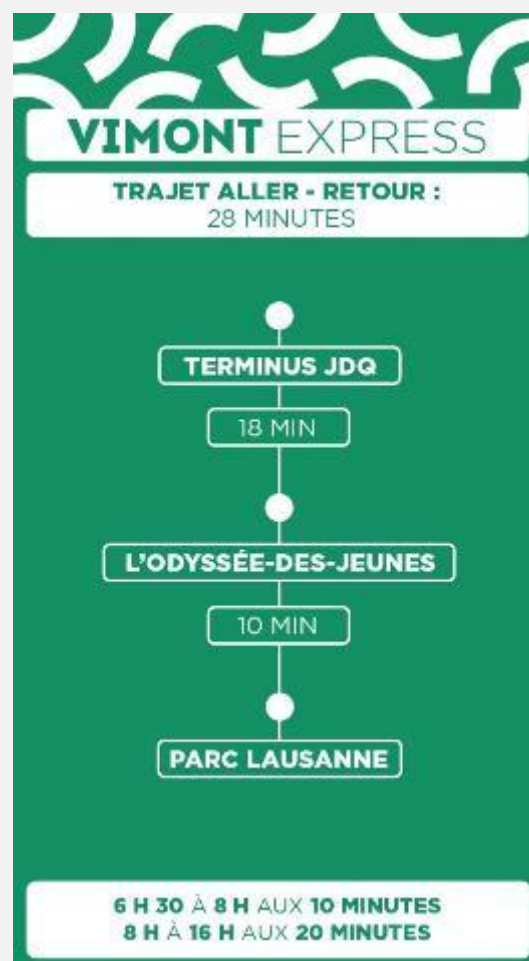 VIMONT EXPRESS
TRAJET ALLER - RETOUR :
28 MINUTES
TERMINUS JDQ
18 MIN
L'ODYSSÉE-DES-JEUNES
10 MIN
PARC LAUSANNE
6 H 30 À 8 H AUX 10 MINUTES
8 H À 16 H AUX 20 MINUTES